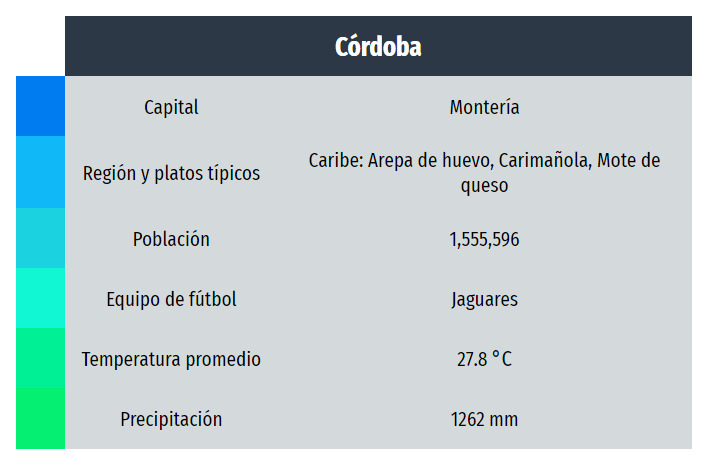 Córdoba
Capital
Montería
Región y platos típicos
Caribe: Arepa de huevo, Carimañola, Mote de
queso
Población
1,555,596
Equipo de fútbol
Jaguares
Temperatura promedio
27.8 °C
Precipitación
1262 mm